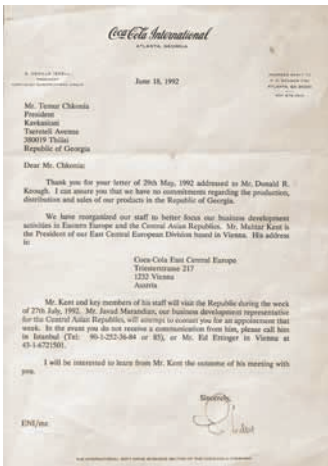 Coca-Cola International
ATLANTA, GEORGIA
June 18, 1992
Mr. Temur Chkonia
President
Tsereteli Avenue
380019 Tbilisi
Republic of Georgia
Dear Mr. Chkonia:
Thank you for your letter of 29th May, 1992 addressed to Mr. Donald R.
Keough. I can assure you that we have no commitments regarding the production,
distribution and sales of our products in the Republic of Georgia.
We have reorganized our staff to better focus our business development
activities in Eastern Europe and the Central Asian Republics. Mr. Muhtar Kent is
the President of our East Central European Division based in Vienna. His address
is:
Coca-Cola East Central Europe
Triesterstrasse 217
1232 Vienna
Austria
Mr. Kent and key members of his staff will visit the Republic during the week
of 27th July, 1992. Mr. Javad Marandian, our business development representative
for the Central Asian Republics, will attempt to contact you for an appointment that
week. In the event you do not receive a communication from him, please call him
in Istanbul (Tel: 90-1-252-36-84 or 85), or Mr. Ed Ettinger in Vienna at
43-1-6721501.
I will be interested to learn from Mr. Kent the outcome of his meeting with
you.
Sincerely,
ENI/mr